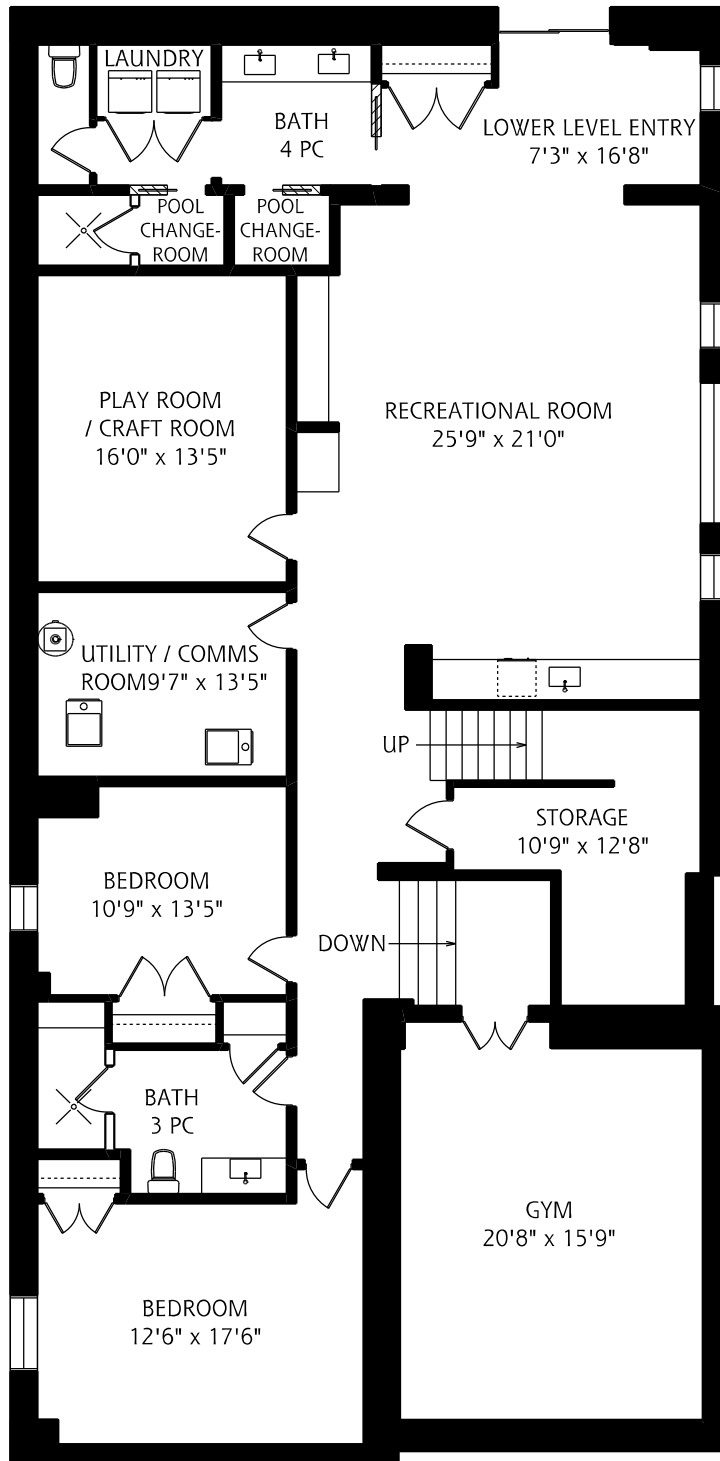 LAUNDRY
BATH
4 PC
LOWER LEVEL ENTRY
7'3" x 16'8"
POOL
CHANGE-
ROOM
POOL
CHANGE-
ROOM
PLAY ROOM
/ CRAFT ROOM
16'0" x 13'5"
RECREATIONAL ROOM
25'9" x 21'0"
UTILITY / COMMS
ROOM9'7" x 13'5"
UP
STORAGE
10'9" x 12'8"
BEDROOM
10'9" x 13'5"
DOWN
BATH
3 PC
GYM
20'8" x 15'9"
BEDROOM
12'6" x 17'6"